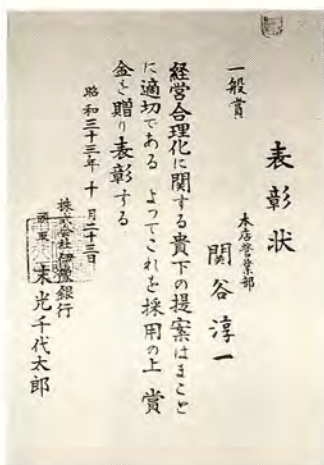 表彰状
一般賞
本店営業部
関谷淳一
経営合理化に関する貴下の提案はまこと
に適切である よってこれを採用の上 賞
金を贈り表彰する
昭和三十三年十月二十三日
株式会社伊豫銀行
頭取 末光千代太郎